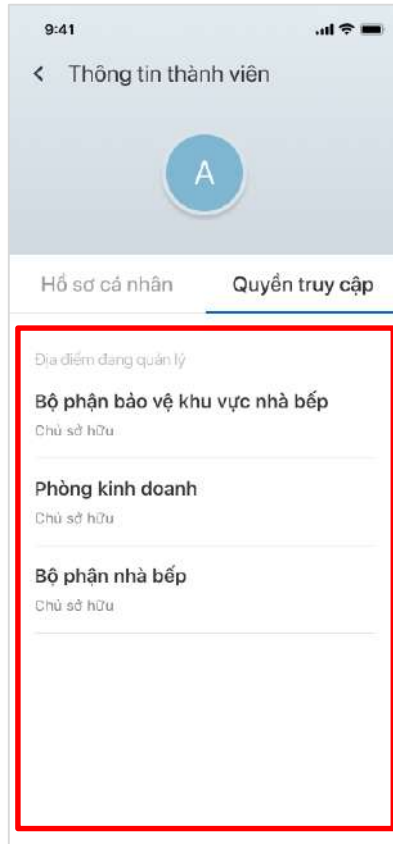 9:41
Thông tin thành viên
A
Hồ sơ cá nhân Quyền truy cập
Địa điểm đang quản lý
Bộ phận bảo vệ khu vực nhà bếp
Chủ sở hữu
Phòng kinh doanh
Chủ sở hữu
Bộ phận nhà bếp
Chủ sở hữu